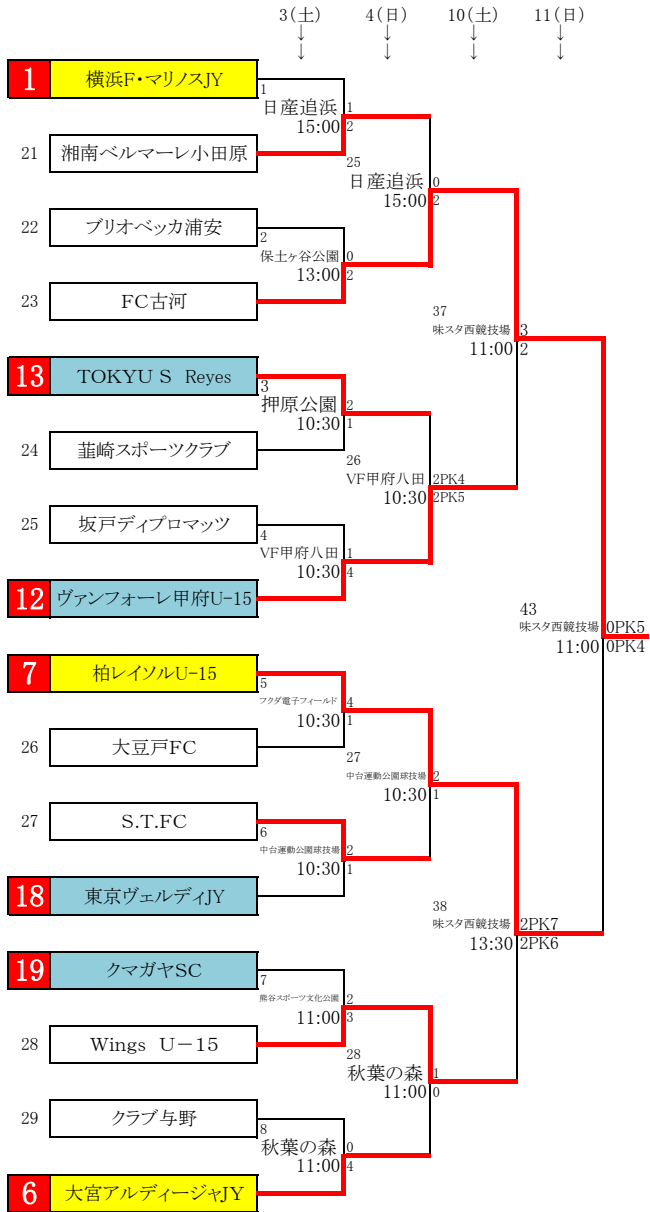 3(土) 4(日) 10(土) 11(日)
↓ ↓ ↓ ↓
↓ ↓ ↓ ↓
1 横浜F・マリノスJY
1
日産追浜 1
15:00 2
21 湘南ベルマーレ小田原
25
日産追浜 0
15:00 2
22 ブリオベッカ浦安
2
保土ヶ谷公園 0
13:00 2
23 FC古河
37
味スタ西競技場 3
11:00 2
13 TOKYU S Reyes
3
押原公園 2
10:30 1
24 韮崎スポーツクラブ
26
VF甲府八田 2PK4
10:30 2PK5
25 坂戸ディプロマッツ
4
VF甲府八田 1
10:30 4
12 ヴァンフォーレ甲府U-15
43
味スタ西競技場 0PK5
11:00 0PK4
7 柏レイソルU-15
5
フクダ電子フィールド 4
10:30 1
26 大豆戸FC
27
中台運動公園球技場 2
10:30 1
27 S.T.FC
6
中台運動公園球技場 2
10:30 1
18 東京ヴェルディJY
38
味スタ西競技場 2PK7
13:30 2PK6
19 クマガヤSC
7
熊谷スポーツ文化公園 2
11:00 3
28 Wings U-15
28
秋葉の森 1
11:00 0
29 クラブ与野
8
秋葉の森 0
11:00 4
6 大宮アルディージャJY